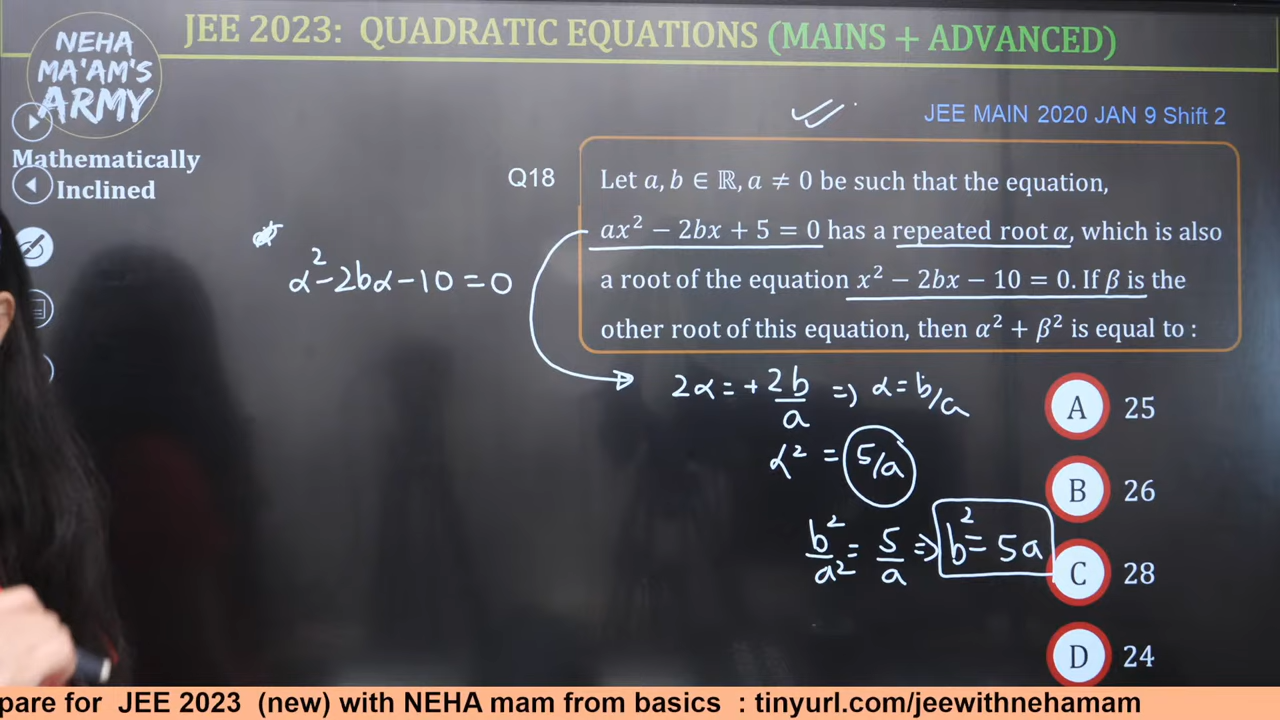 JEE 2023: QUADRATIC EQUATIONS (MAINS + ADVANCED)
NEHA
MA'AM'S
ARMY
Mathematically
Inclined
JEE MAIN 2020 JAN 9 Shift 2
Q18
Let a, b ∈ ℝ, a ≠ 0 be such that the equation,
ax² − 2bx + 5 = 0 has a repeated root α, which is also
a root of the equation x² − 2bx − 10 = 0. If β is the
other root of this equation, then α² + β² is equal to :
α² − 2bα − 10 = 0
2α = + 2b/a ⇒ α = b/a
α² = 5/a
b²/a² = 5/a ⇒ b² = 5a
A 25
B 26
C 28
D 24
pare for JEE 2023 (new) with NEHA mam from basics : tinyurl.com/jeewithnehamam